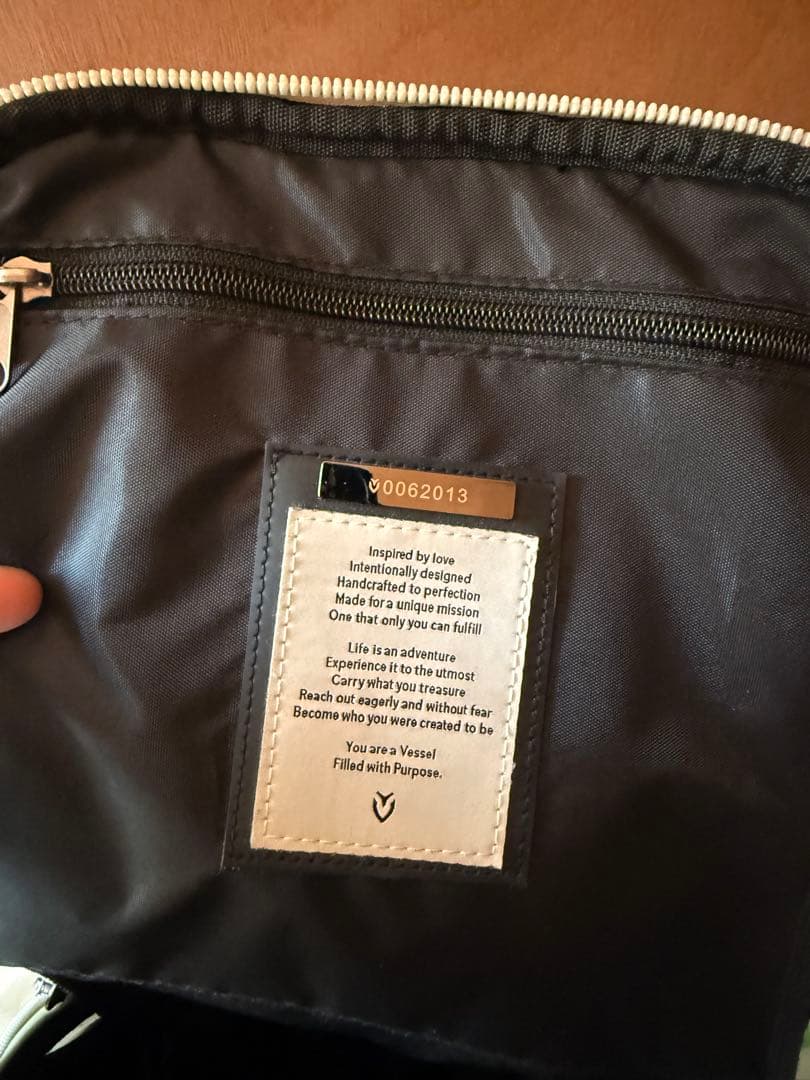 0062013
Inspired by love
Intentionally designed
Handcrafted to perfection
Made for a unique mission
One that only you can fulfill
Life is an adventure
Experience it to the utmost
Carry what you treasure
Reach out eagerly and without fear
Become who you were created to be
You are a Vessel
Filled with Purpose.